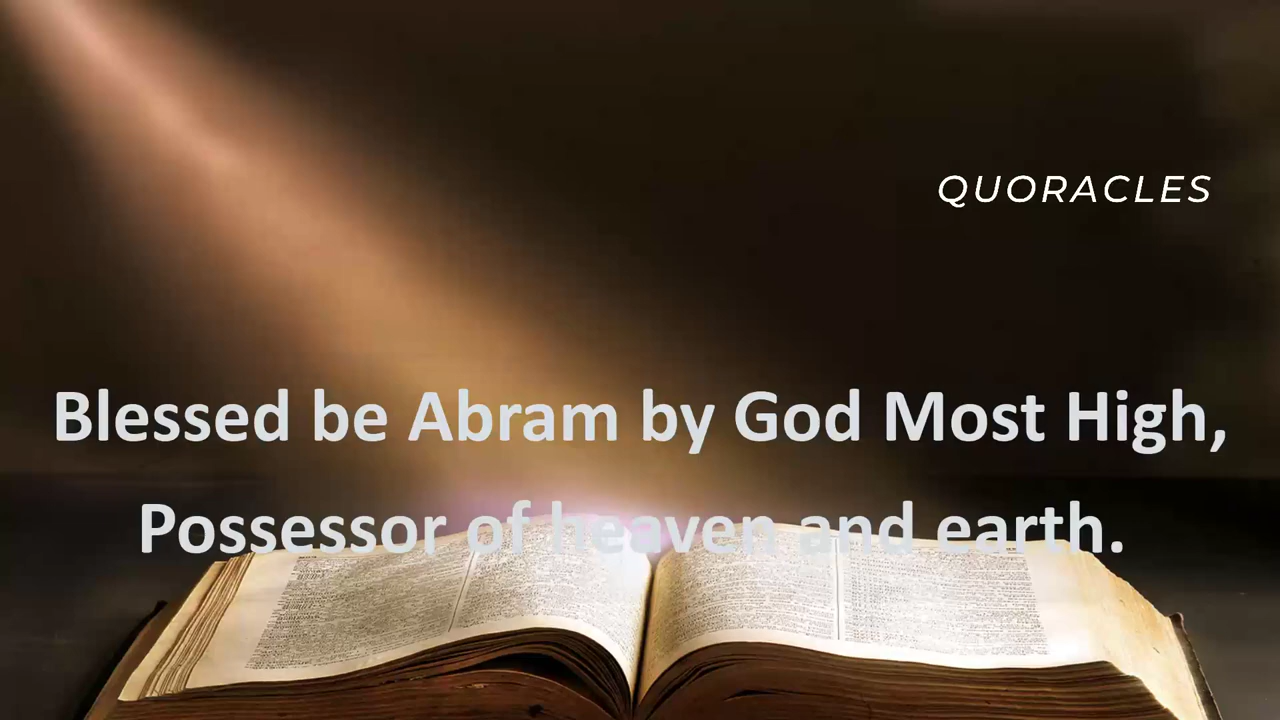 QUORACLES
Blessed be Abram by God Most High,
Possessor of heaven and earth.